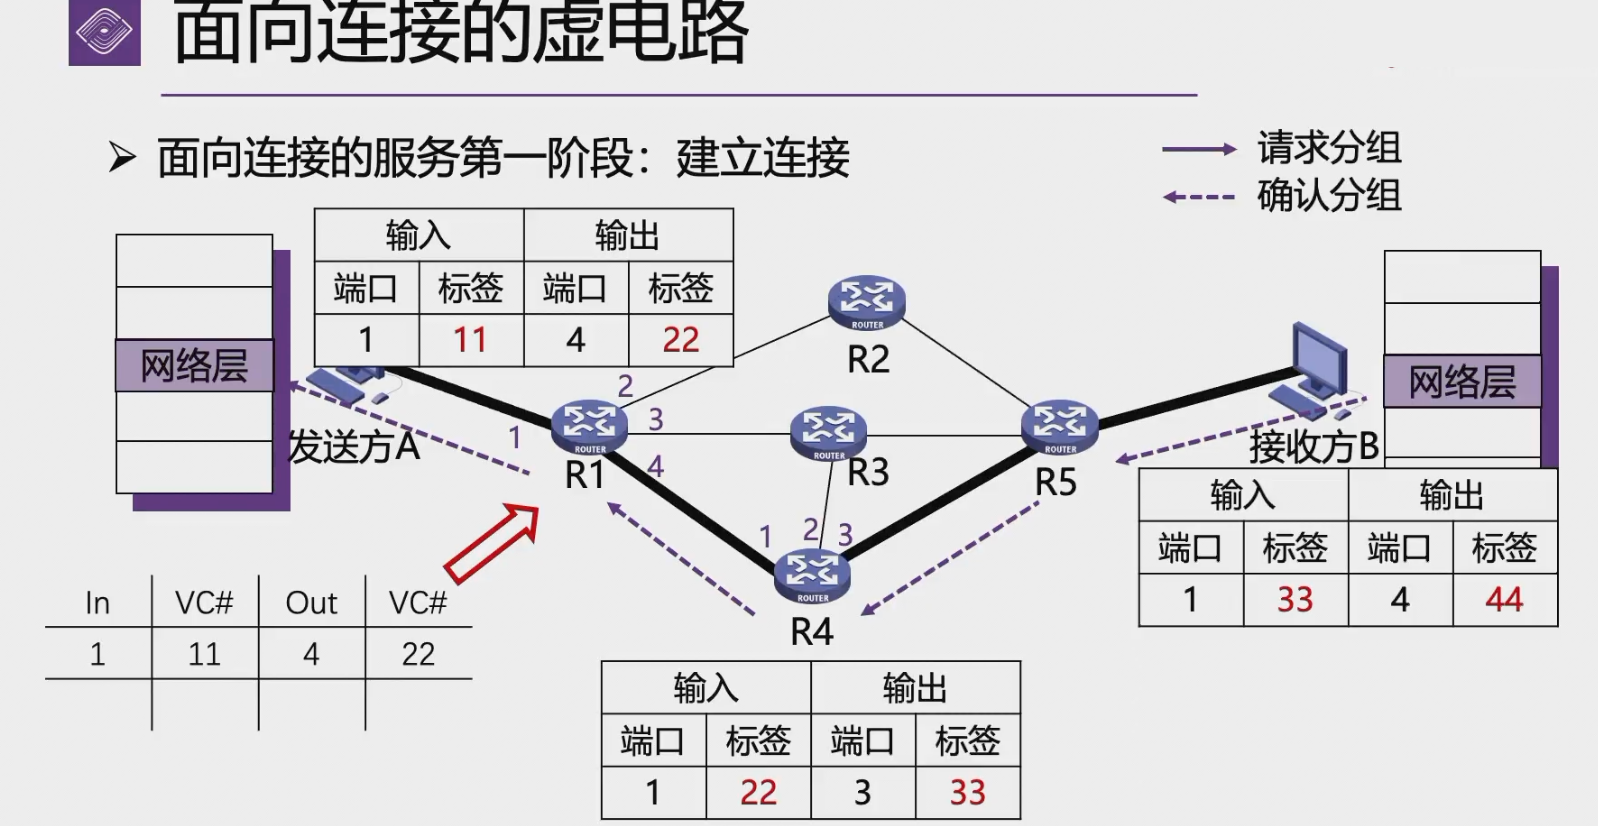 面向连接的虚电路
面向连接的服务第一阶段：建立连接
请求分组
确认分组
输入 输出
端口 标签 端口 标签
1 11 4 22
网络层
发送方A
网络层
接收方B
ROUTER
R2
2
3
1
4
ROUTER
R1
ROUTER
R3
ROUTER
R5
1 2 3
ROUTER
R4
输入 输出
端口 标签 端口 标签
1 33 4 44
In VC# Out VC#
1 11 4 22
输入 输出
端口 标签 端口 标签
1 22 3 33